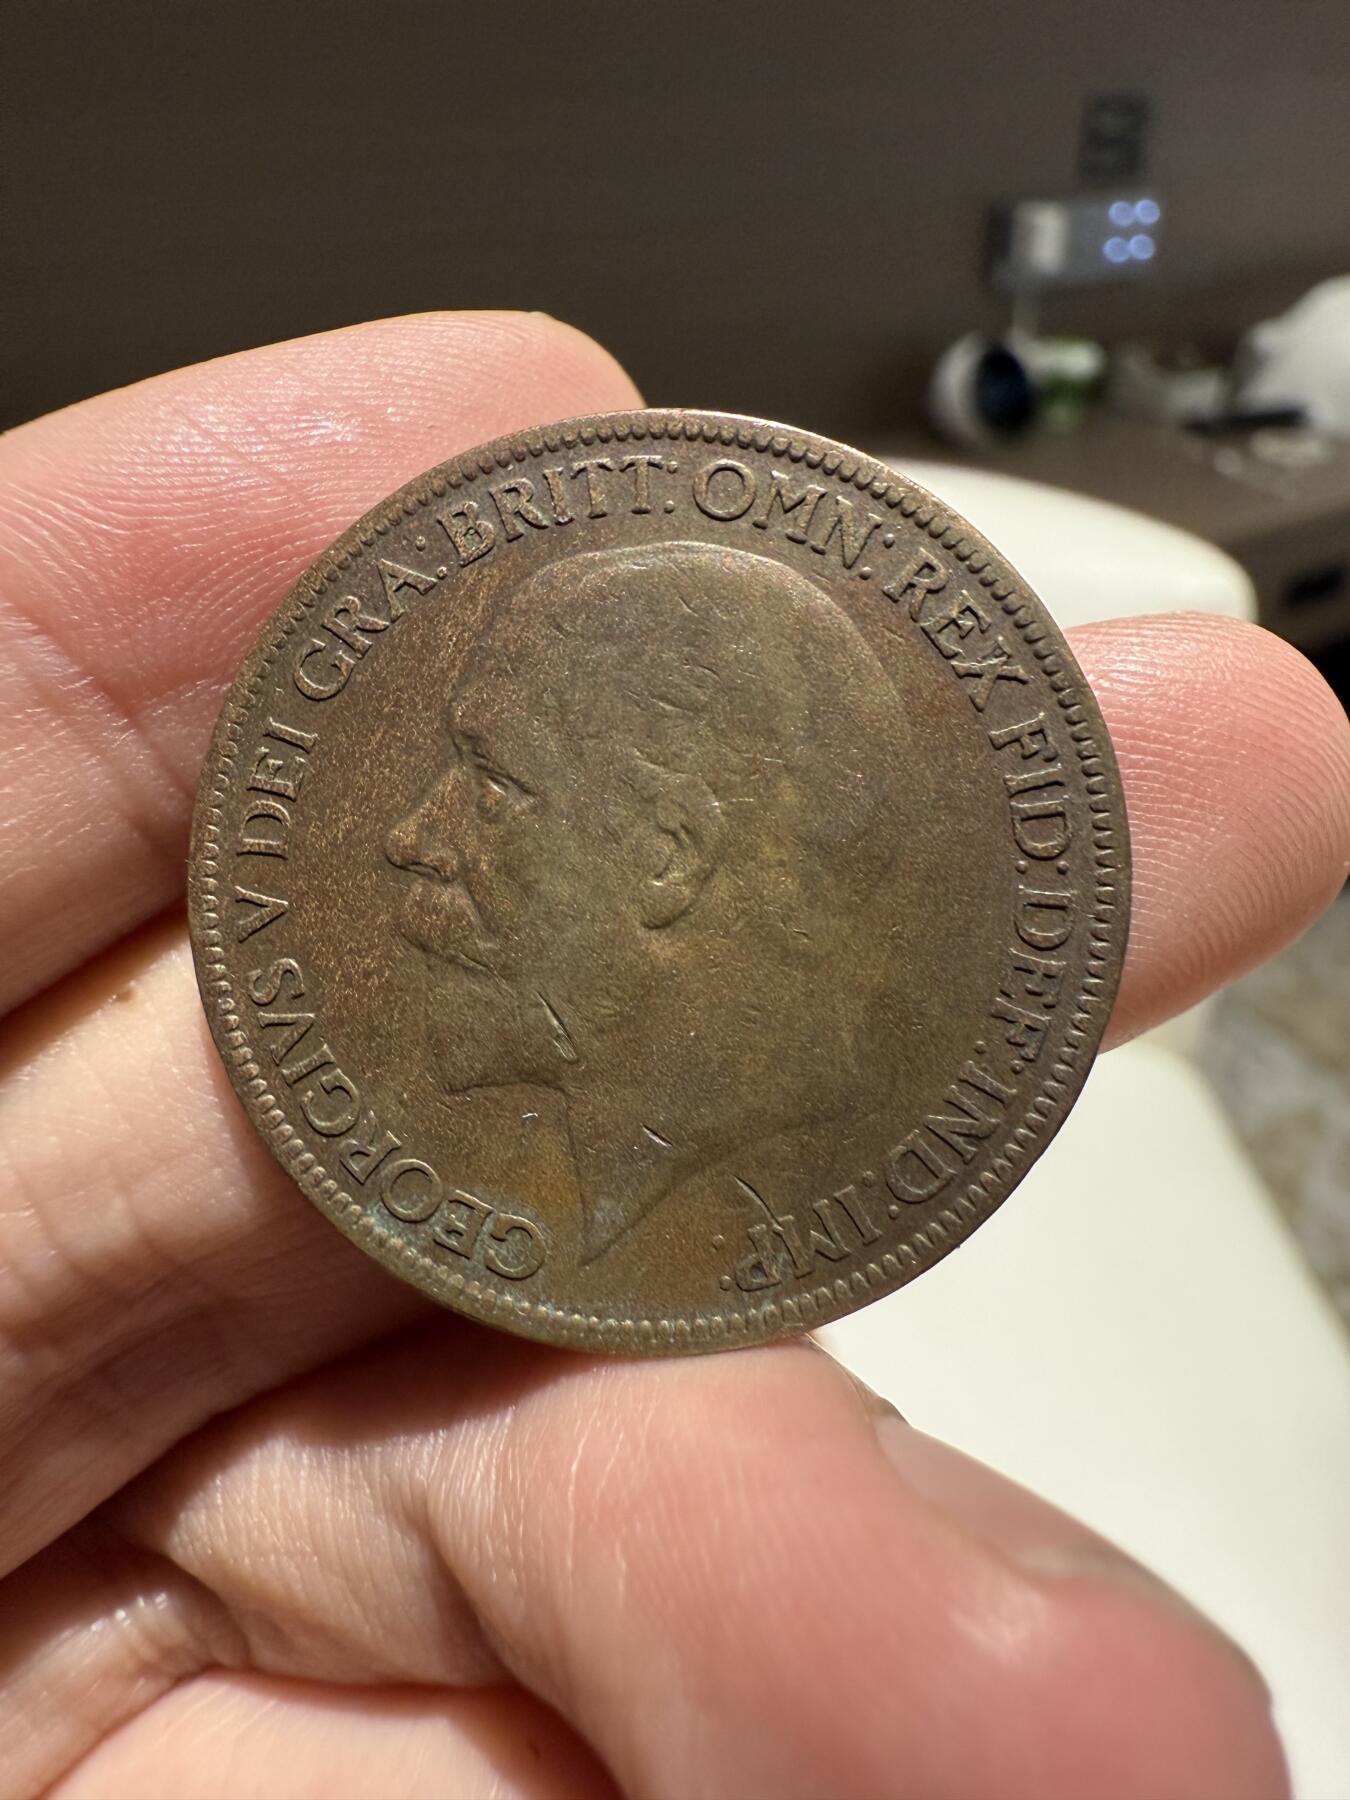 GEORGIVS V DEI GRA: BRITT: OMN: REX FID: DEF: IND: IMP: